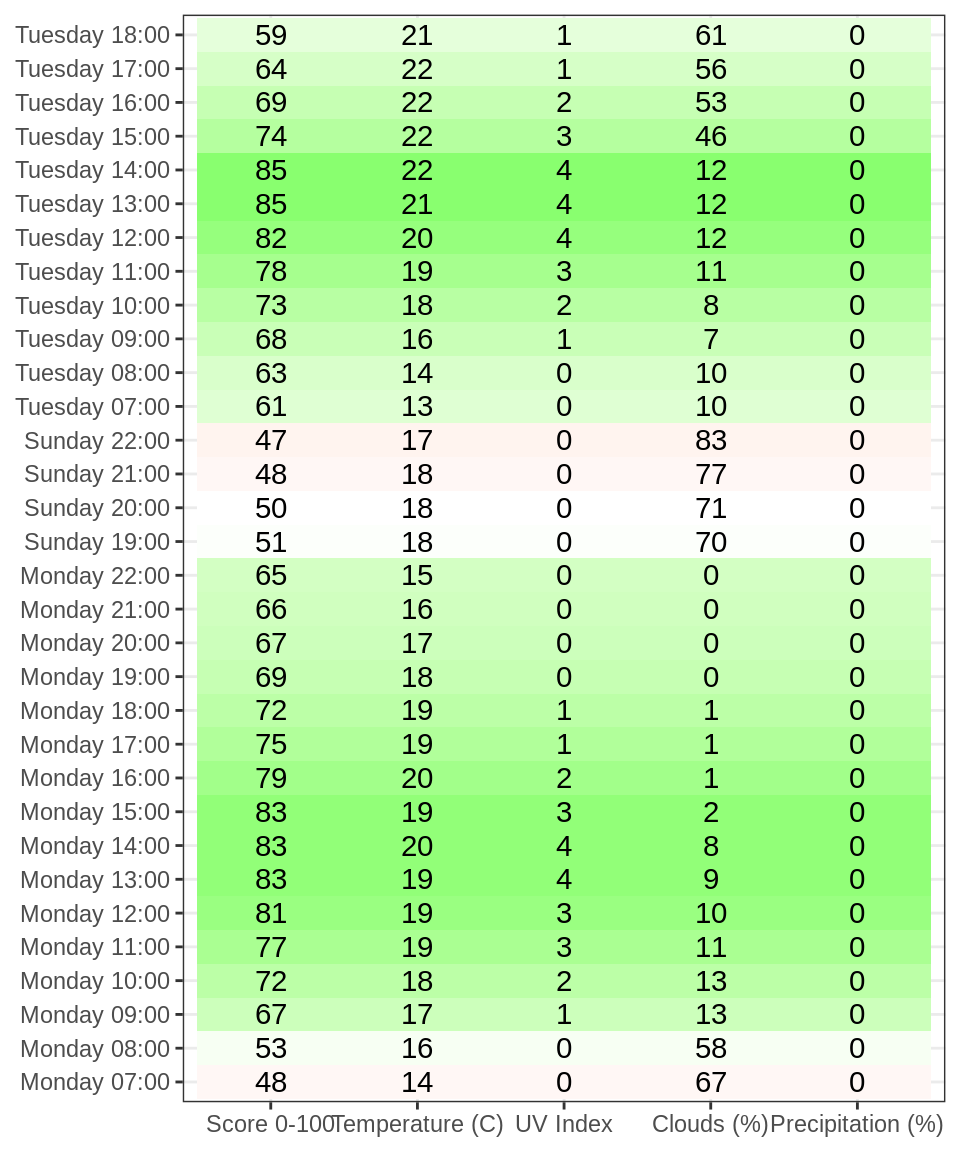 Tuesday 18:00 59 21 1 61 0
Tuesday 17:00 64 22 1 56 0
Tuesday 16:00 69 22 2 53 0
Tuesday 15:00 74 22 3 46 0
Tuesday 14:00 85 22 4 12 0
Tuesday 13:00 85 21 4 12 0
Tuesday 12:00 82 20 4 12 0
Tuesday 11:00 78 19 3 11 0
Tuesday 10:00 73 18 2 8 0
Tuesday 09:00 68 16 1 7 0
Tuesday 08:00 63 14 0 10 0
Tuesday 07:00 61 13 0 10 0
Sunday 22:00 47 17 0 83 0
Sunday 21:00 48 18 0 77 0
Sunday 20:00 50 18 0 71 0
Sunday 19:00 51 18 0 70 0
Monday 22:00 65 15 0 0 0
Monday 21:00 66 16 0 0 0
Monday 20:00 67 17 0 0 0
Monday 19:00 69 18 0 0 0
Monday 18:00 72 19 1 1 0
Monday 17:00 75 19 1 1 0
Monday 16:00 79 20 2 1 0
Monday 15:00 83 19 3 2 0
Monday 14:00 83 20 4 8 0
Monday 13:00 83 19 4 9 0
Monday 12:00 81 19 3 10 0
Monday 11:00 77 19 3 11 0
Monday 10:00 72 18 2 13 0
Monday 09:00 67 17 1 13 0
Monday 08:00 53 16 0 58 0
Monday 07:00 48 14 0 67 0
Score 0-100 Temperature (C) UV Index Clouds (%) Precipitation (%)